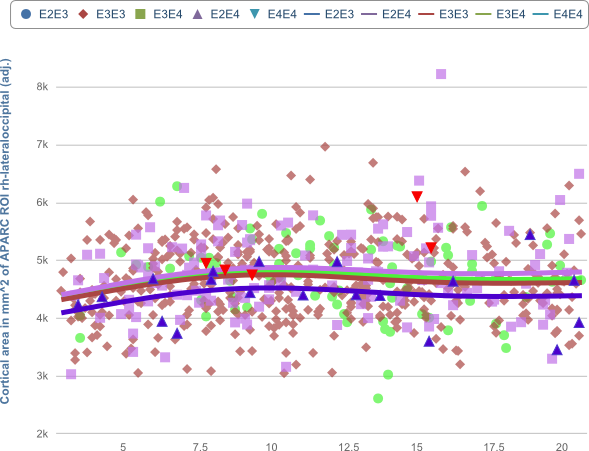 E2E3 E3E3 E3E4 E2E4 E4E4 E2E3 E2E4 E3E3 E3E4 E4E4
Cortical area in mm^2 of APARC ROI rh-lateraloccipital (adj.)
8k
7k
6k
5k
4k
3k
2k
5 7.5 10 12.5 15 17.5 20